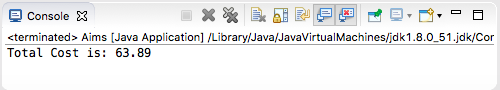 Console
<terminated> Aims [Java Application] /Library/Java/JavaVirtualMachines/jdk1.8.0_51.jdk/Cor
Total Cost is: 63.89